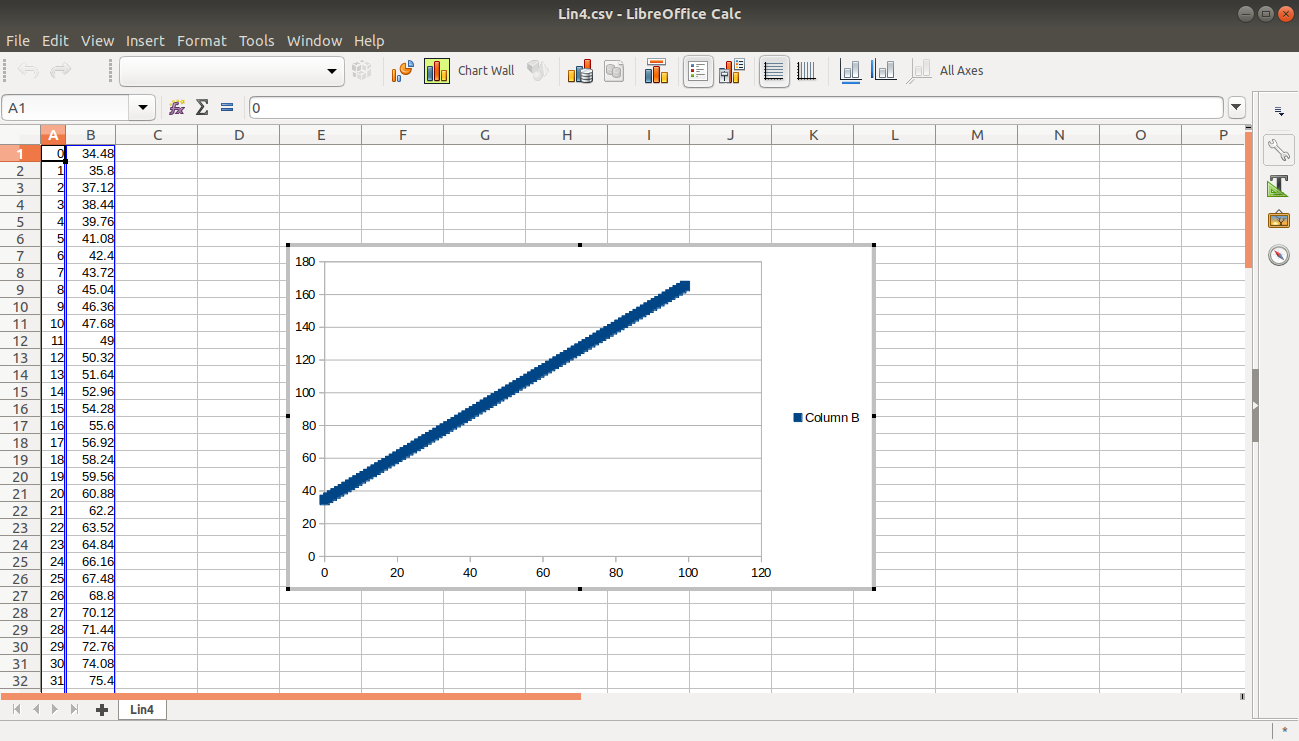 Lin4.csv - LibreOffice Calc
File Edit View Insert Format Tools Window Help
Chart Wall All Axes
A1 0
A B C D E F G H I J K L M N O P
1 0 34.48
2 1 35.8
3 2 37.12
4 3 38.44
5 4 39.76
6 5 41.08
7 6 42.4
8 7 43.72
9 8 45.04
10 9 46.36
11 10 47.68
12 11 49
13 12 50.32
14 13 51.64
15 14 52.96
16 15 54.28
17 16 55.6
18 17 56.92
19 18 58.24
20 19 59.56
21 20 60.88
22 21 62.2
23 22 63.52
24 23 64.84
25 24 66.16
26 25 67.48
27 26 68.8
28 27 70.12
29 28 71.44
30 29 72.76
31 30 74.08
32 31 75.4
180
160
140
120
100
80
60
40
20
0
0 20 40 60 80 100 120
Column B
Lin4
*